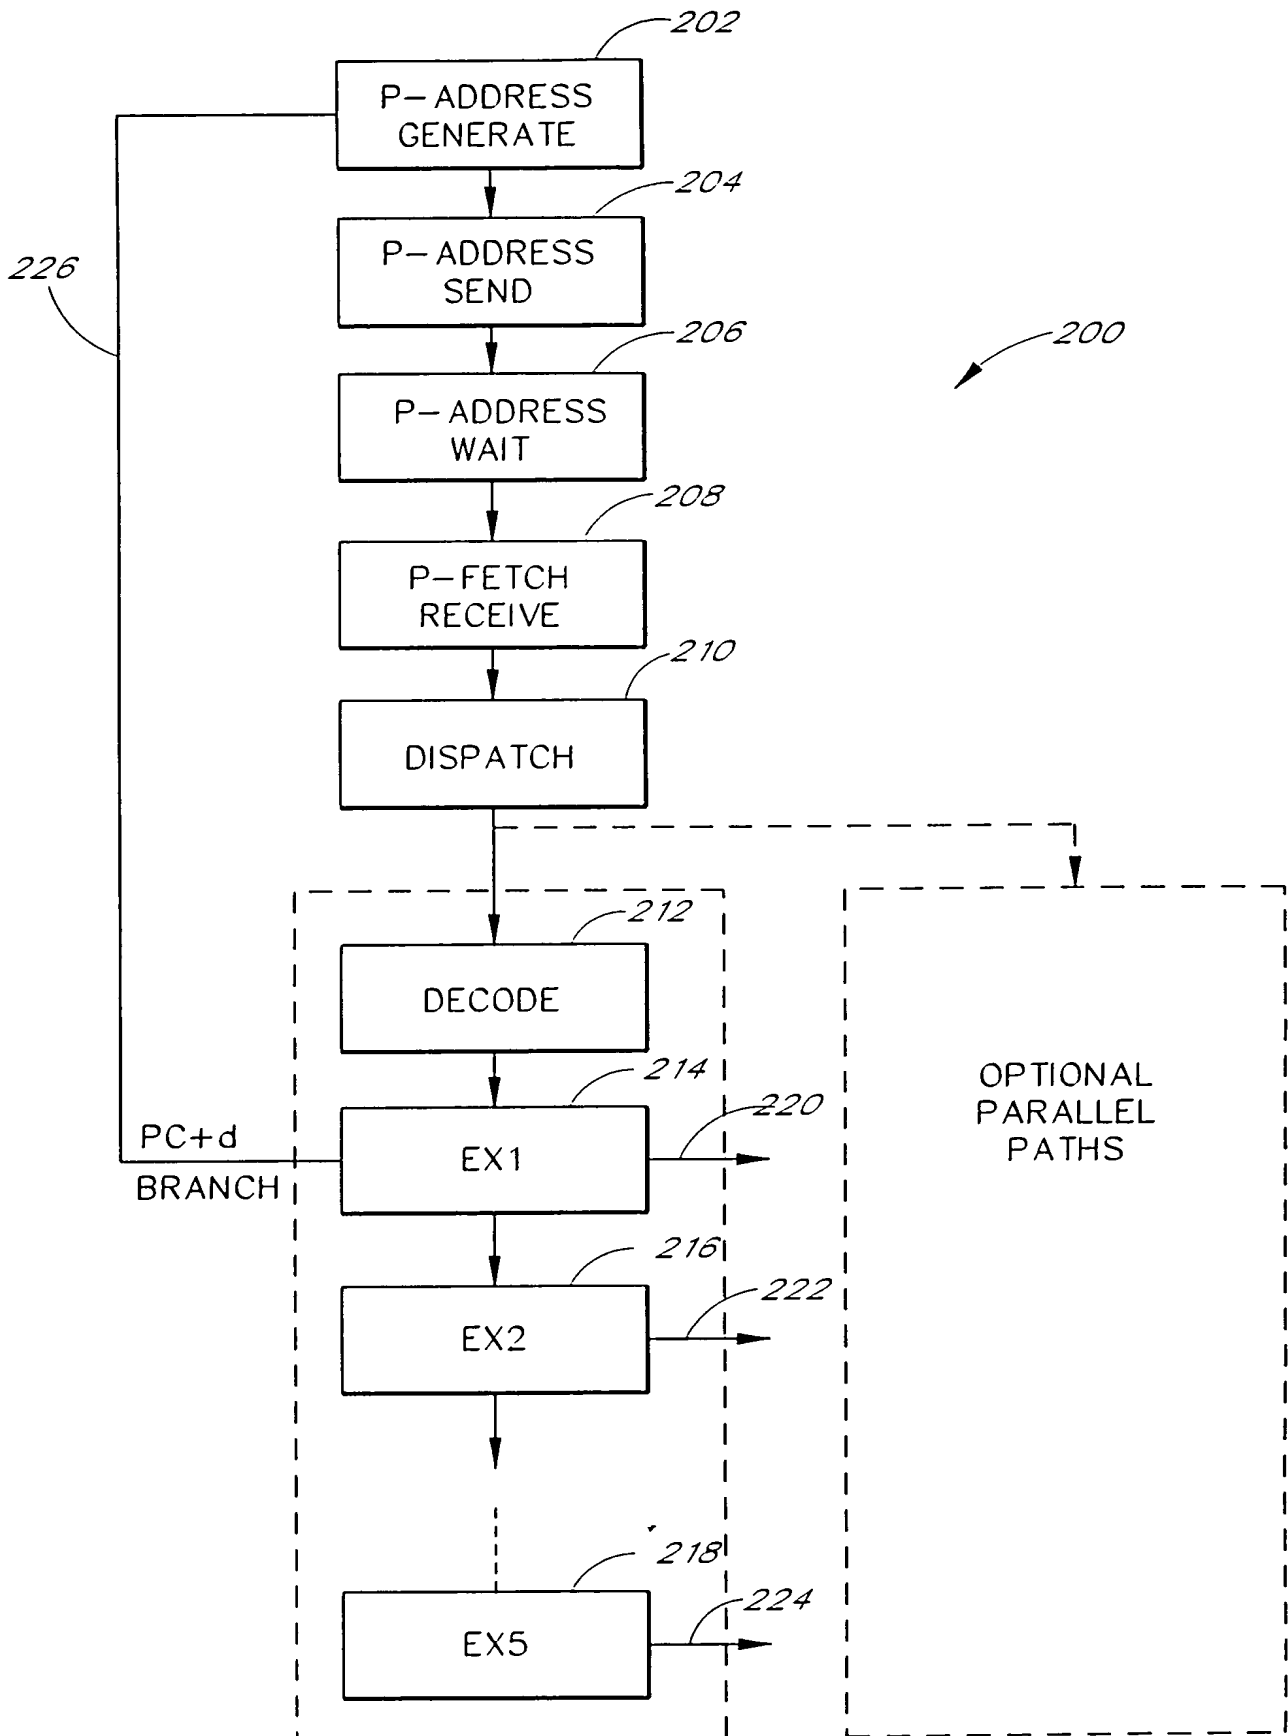 202
P-ADDRESS
GENERATE
204
P-ADDRESS
SEND
226
206
200
P-ADDRESS
WAIT
208
P-FETCH
RECEIVE
210
DISPATCH
212
DECODE
214
OPTIONAL
PARALLEL
PATHS
220
PC+d
BRANCH
EX1
216
222
EX2
218
224
EX5